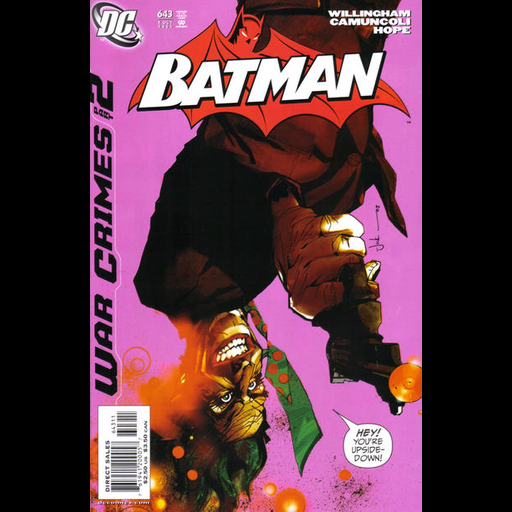 DC
643
WILLINGHAM
CAMUNCOLI
HOPE
BATMAN
WAR CRIMES PART 2
HEY!
YOU'RE
UPSIDE-
DOWN!
64311
DIRECT SALES
$2.50 US $3.50 CAN